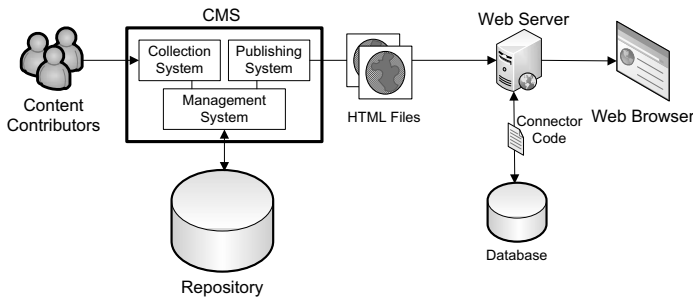 CMS
Collection
System
Publishing
System
Management
System
Content
Contributors
HTML Files
Web Server
Web Browser
Connector
Code
Repository
Database